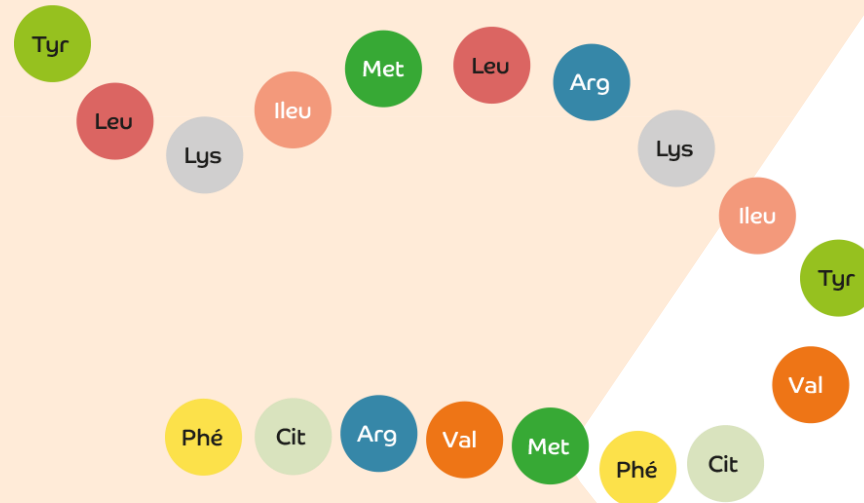 Tyr
Leu
Lys
Ileu
Met
Leu
Arg
Lys
Ileu
Tyr
Val
Cit
Phé
Met
Val
Arg
Cit
Phé